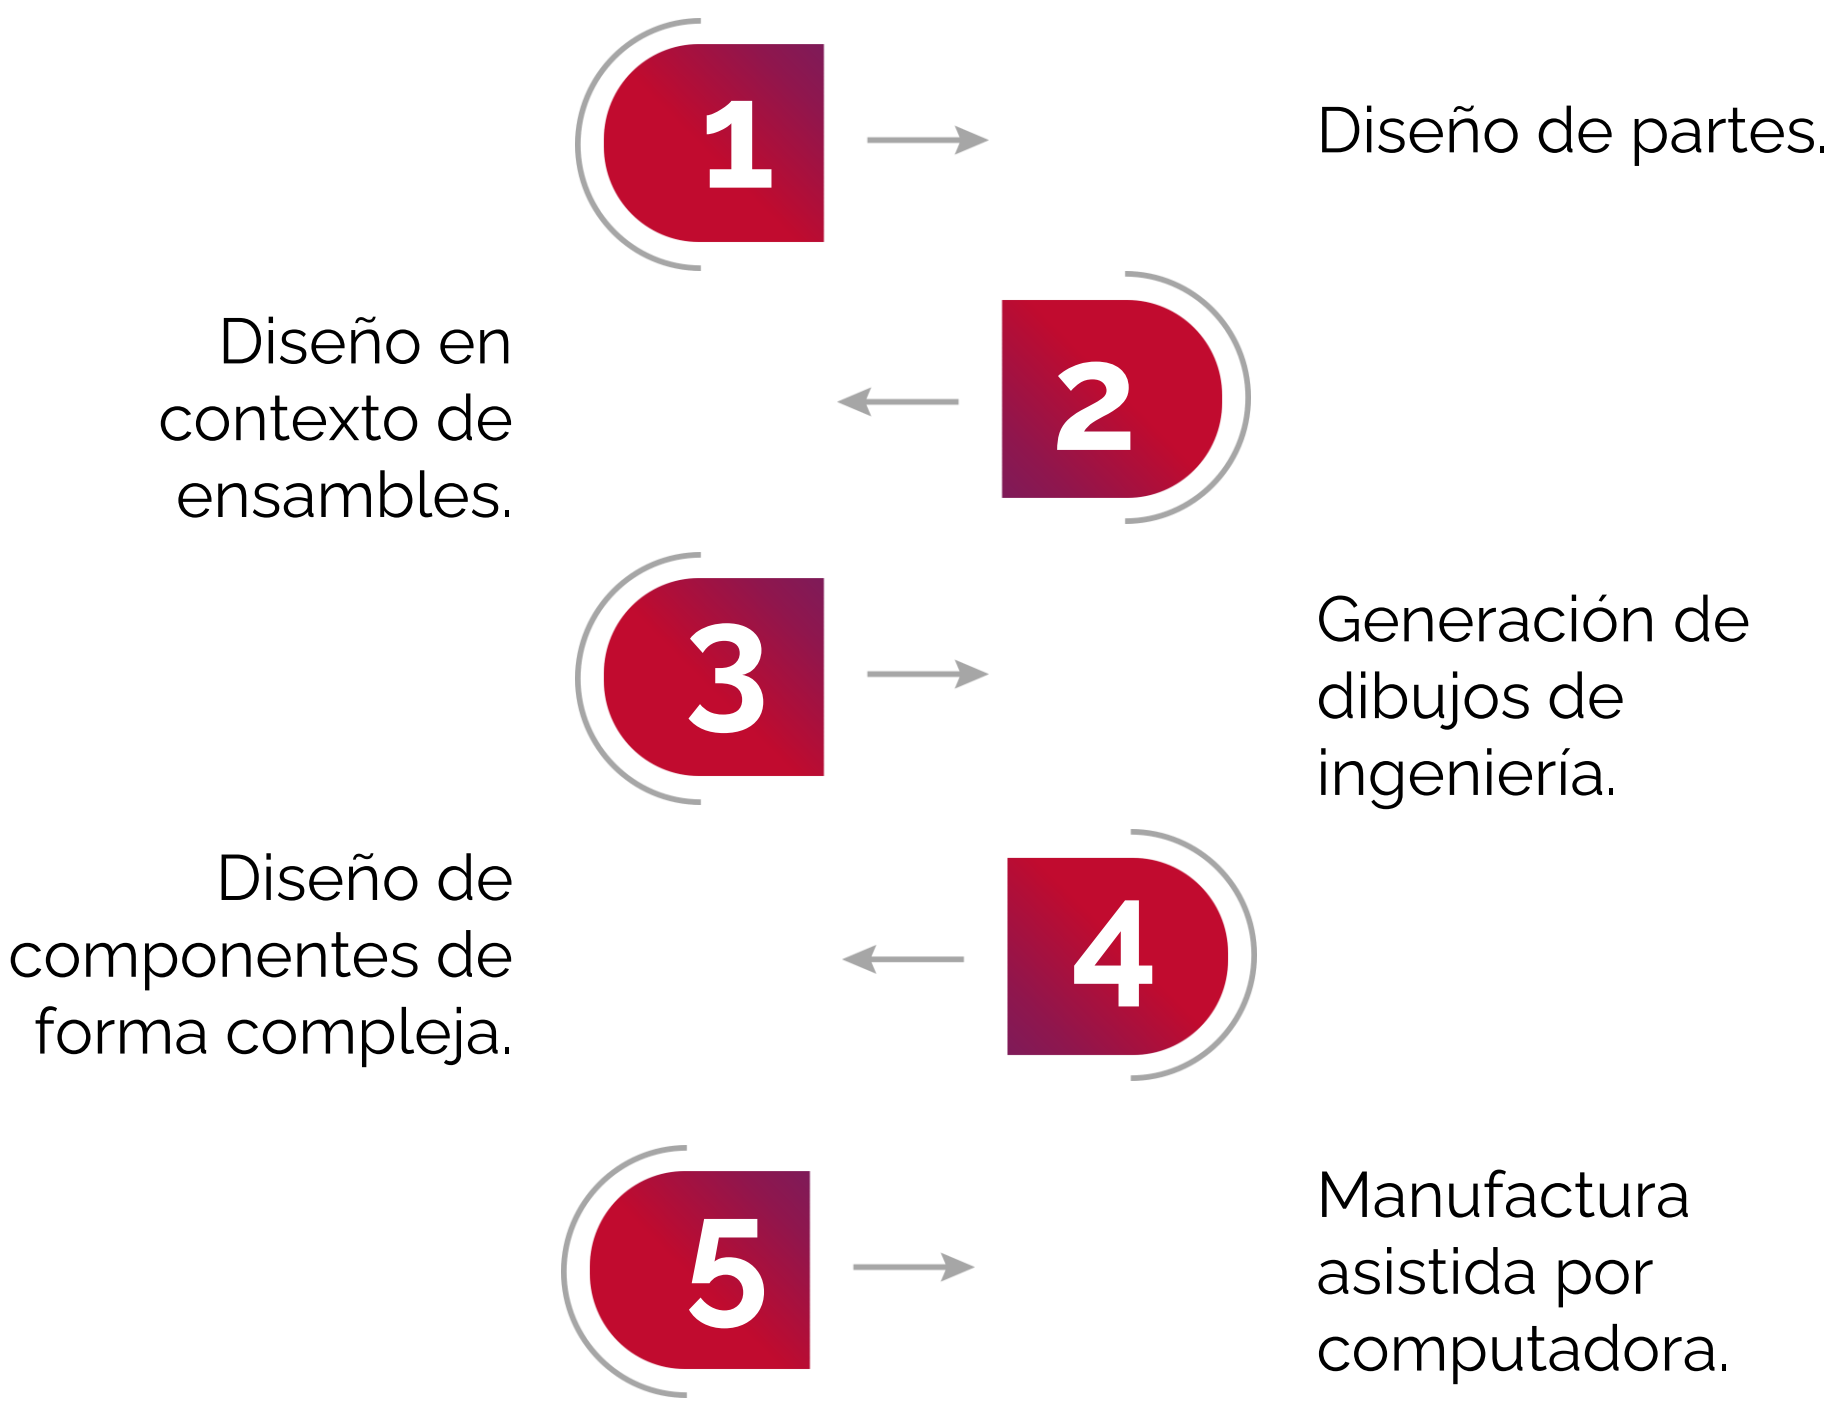 1
Diseño de partes.
2
Diseño en
contexto de
ensambles.
3
Generación de
dibujos de
ingeniería.
4
Diseño de
componentes de
forma compleja.
5
Manufactura
asistida por
computadora.